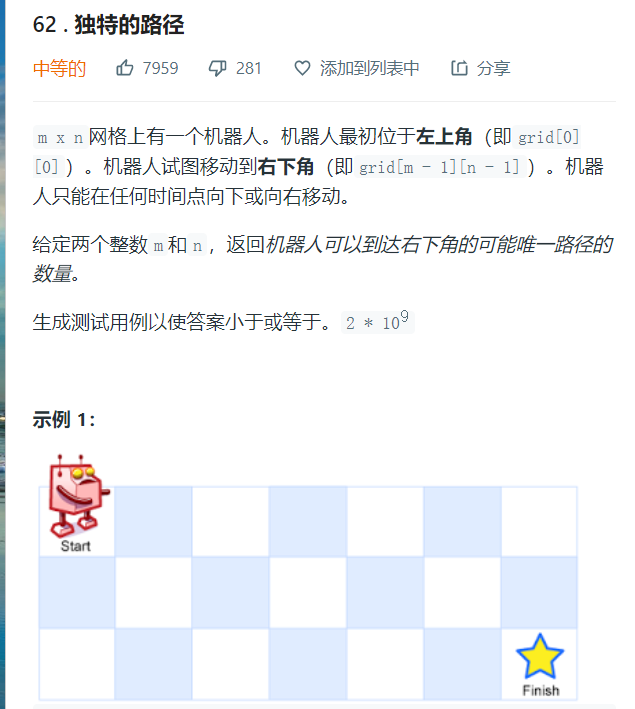 62 . 独特的路径
中等的 7959 281 添加到列表中 分享
m x n 网格上有一个机器人。机器人最初位于左上角（即 grid[0]
[0] ）。机器人试图移动到右下角（即 grid[m - 1][n - 1] ）。机器
人只能在任何时间点向下或向右移动。
给定两个整数 m 和 n ，返回机器人可以到达右下角的可能唯一路径的
数量。
生成测试用例以使答案小于或等于。 2 * 10⁹
示例 1：
Start
Finish